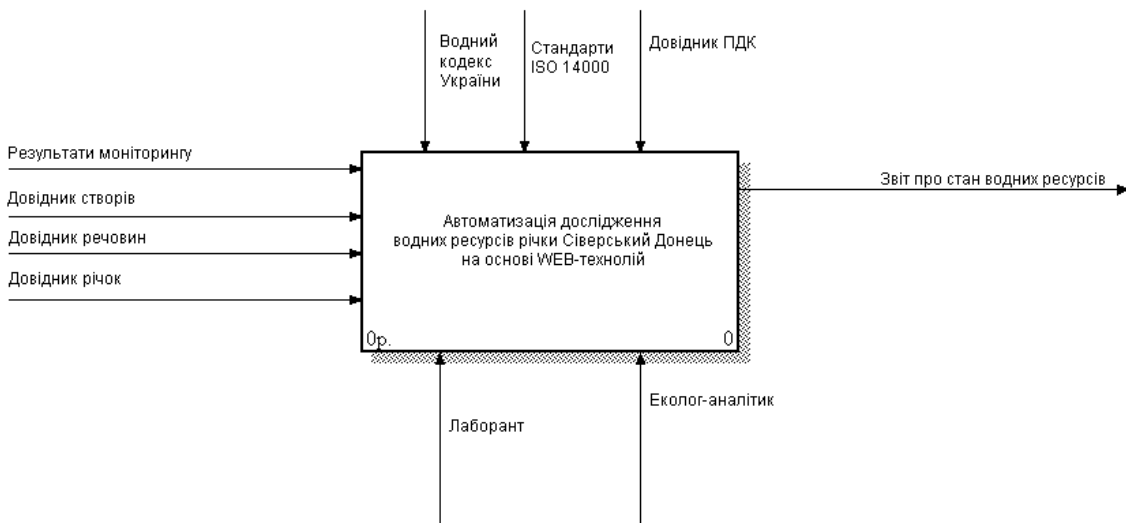 Водний
кодекс
України
Стандарти
ISO 14000
Довідник ПДК
Результати моніторингу
Довідник створів
Довідник речовин
Довідник річок
Автоматизація дослідження
водних ресурсів річки Сіверський Донець
на основі WEB-технолій
0р.
0
Звіт про стан водних ресурсів
Лаборант
Еколог-аналітик